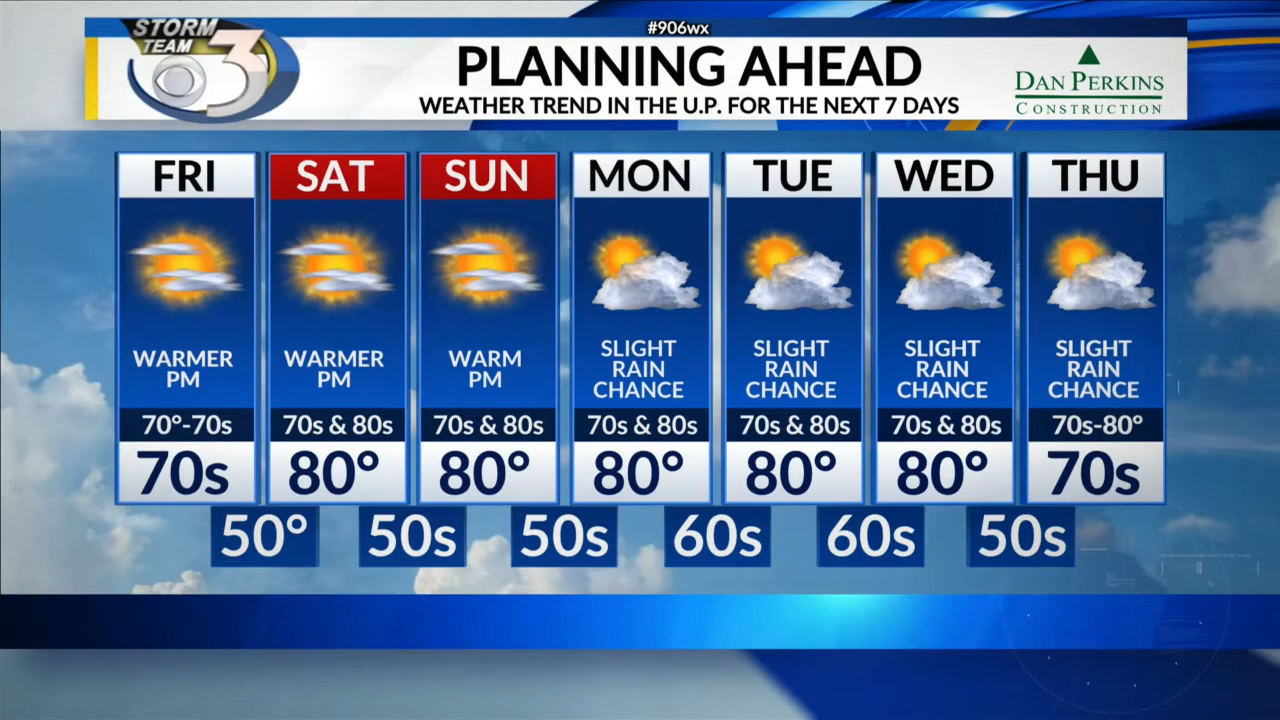 STORM
TEAM
3
#906wx
PLANNING AHEAD
WEATHER TREND IN THE U.P. FOR THE NEXT 7 DAYS
DAN PERKINS
CONSTRUCTION
FRI
WARMER
PM
70°-70s
70s
SAT
WARMER
PM
70s & 80s
80°
SUN
WARM
PM
70s & 80s
80°
MON
SLIGHT
RAIN
CHANCE
70s & 80s
80°
TUE
SLIGHT
RAIN
CHANCE
70s & 80s
80°
WED
SLIGHT
RAIN
CHANCE
70s & 80s
80°
THU
SLIGHT
RAIN
CHANCE
70s-80°
70s
50°
50s
50s
60s
60s
50s